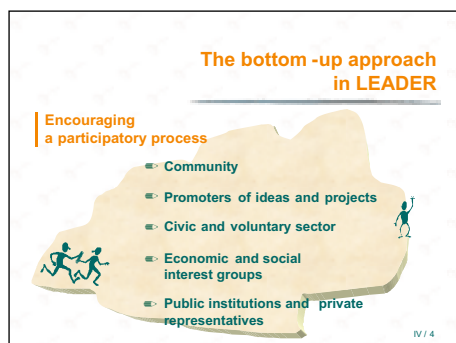 The bottom -up approach
in LEADER
Encouraging
a participatory process
Community
Promoters of ideas and projects
Civic and voluntary sector
Economic and social
interest groups
Public institutions and private
representatives
IV / 4